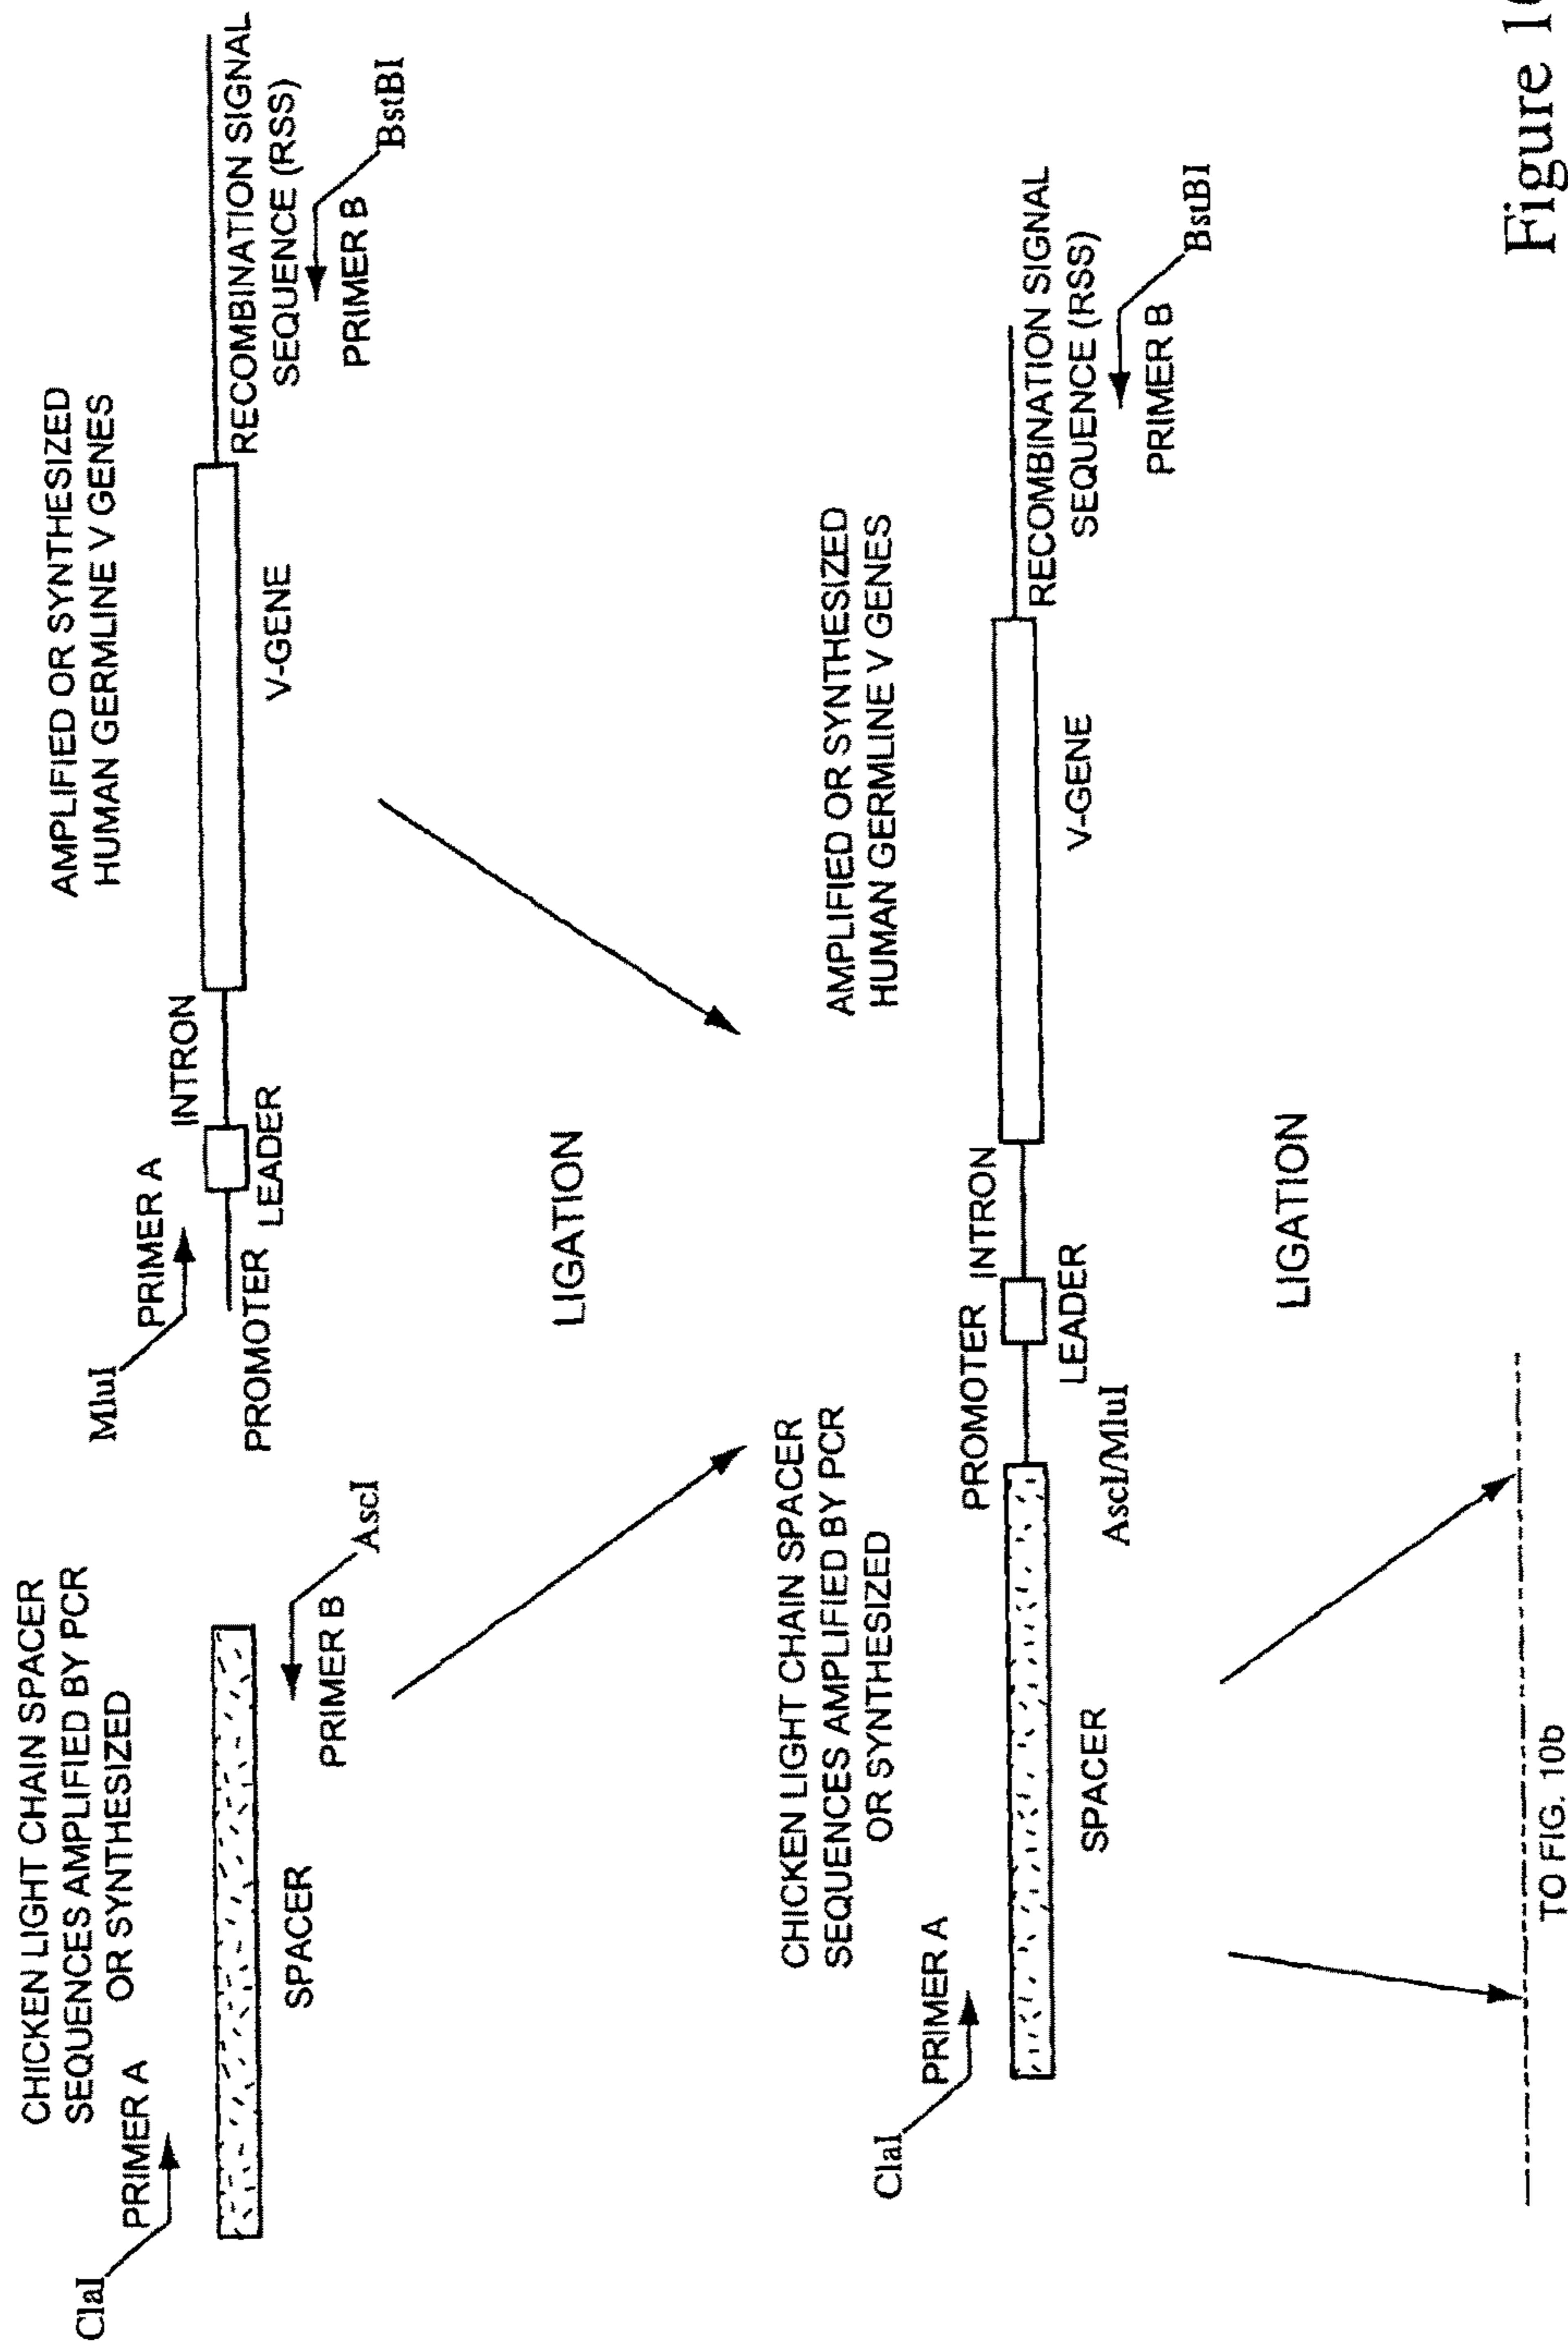 CHICKEN LIGHT CHAIN SPACER
SEQUENCES AMPLIFIED BY PCR
OR SYNTHESIZED
ClaI
PRIMER A
SPACER
PRIMER B
AscI
AMPLIFIED OR SYNTHESIZED
HUMAN GERMLINE V GENES
MluI
PRIMER A
INTRON
PROMOTER
LEADER
V-GENE
RECOMBINATION SIGNAL
SEQUENCE (RSS)
PRIMER B
BstBI
LIGATION
CHICKEN LIGHT CHAIN SPACER
SEQUENCES AMPLIFIED BY PCR
OR SYNTHESIZED
ClaI
PRIMER A
SPACER
AMPLIFIED OR SYNTHESIZED
HUMAN GERMLINE V GENES
PROMOTER
INTRON
LEADER
AscI/MluI
V-GENE
RECOMBINATION SIGNAL
SEQUENCE (RSS)
PRIMER B
BstBI
LIGATION
TO FIG. 10b
Figure